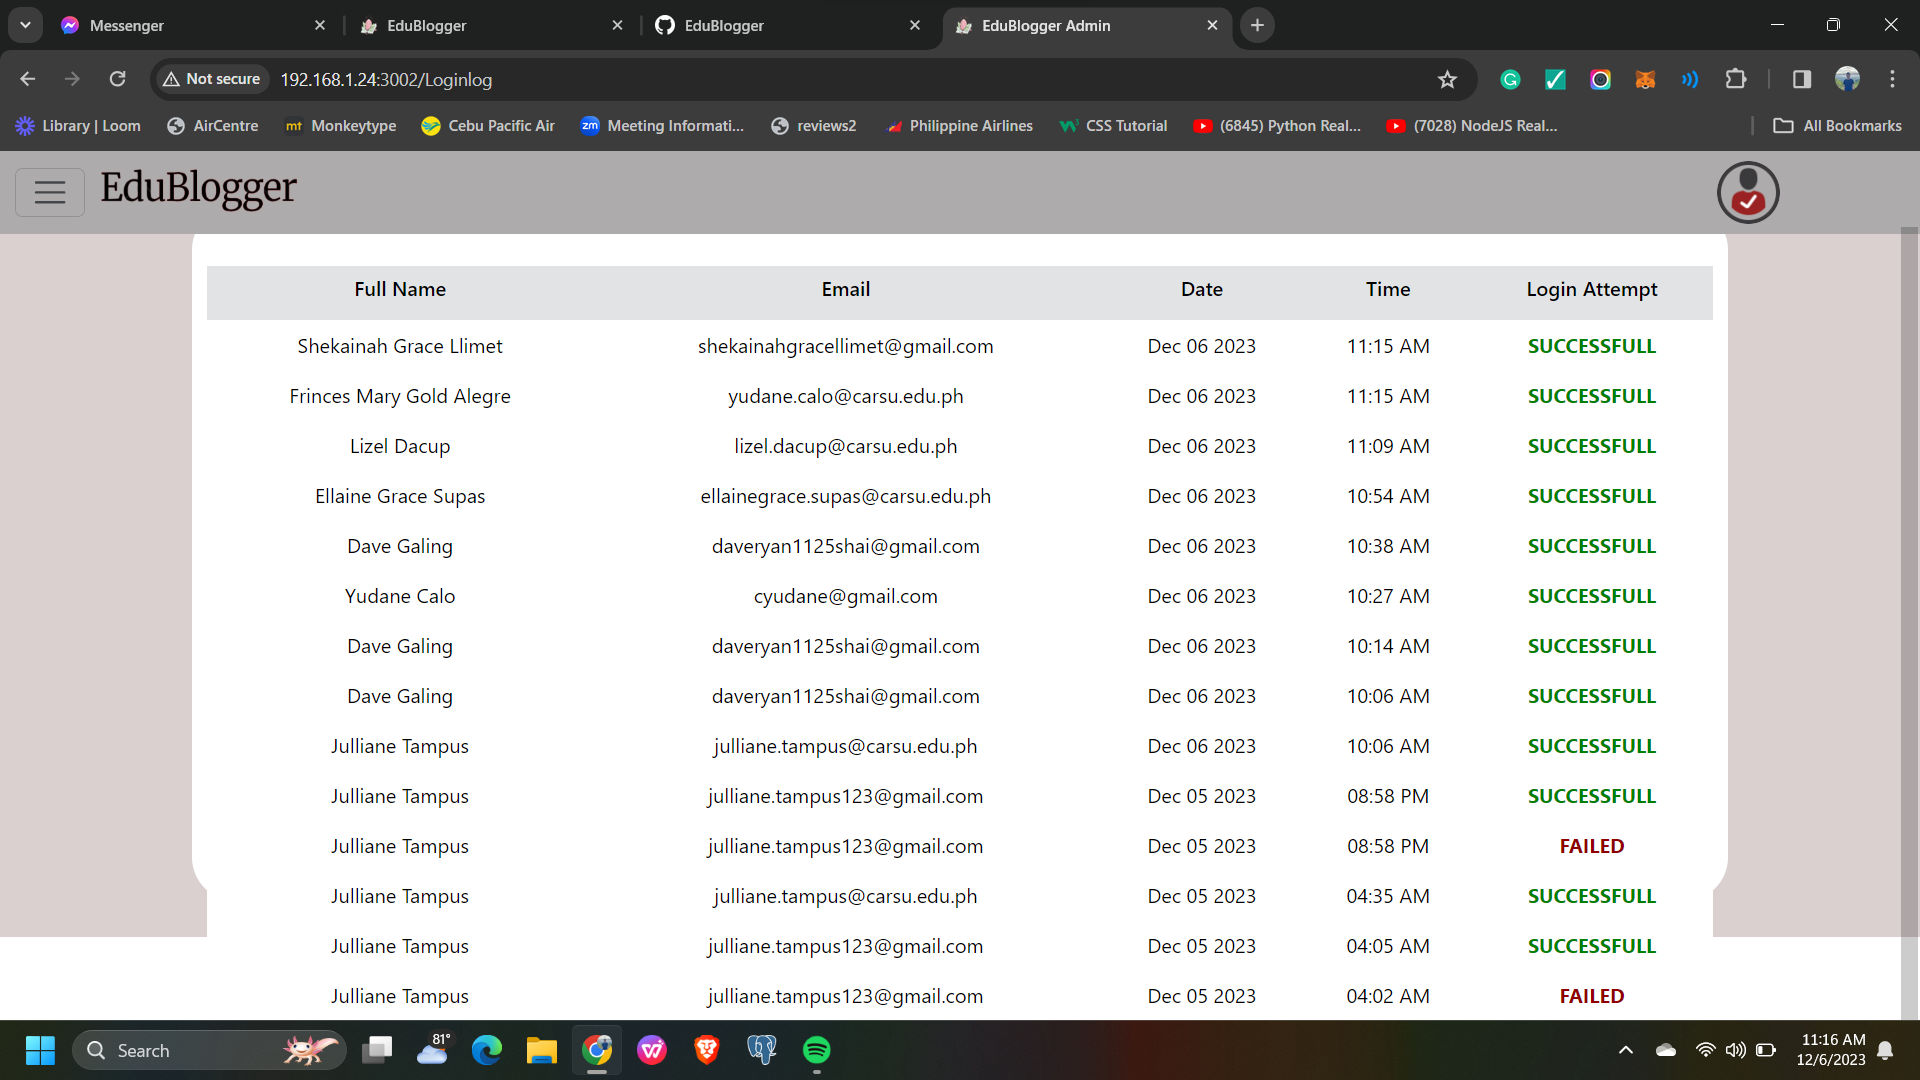 Messenger
EduBlogger
EduBlogger
EduBlogger Admin
Not secure
192.168.1.24:3002/Loginlog
Library | Loom
AirCentre
mt Monkeytype
Cebu Pacific Air
zm Meeting Informati...
reviews2
Philippine Airlines
CSS Tutorial
(6845) Python Real...
(7028) NodeJS Real...
All Bookmarks
EduBlogger
Full Name Email Date Time Login Attempt
Shekainah Grace Llimet shekainahgracellimet@gmail.com Dec 06 2023 11:15 AM SUCCESSFULL
Frinces Mary Gold Alegre yudane.calo@carsu.edu.ph Dec 06 2023 11:15 AM SUCCESSFULL
Lizel Dacup lizel.dacup@carsu.edu.ph Dec 06 2023 11:09 AM SUCCESSFULL
Ellaine Grace Supas ellainegrace.supas@carsu.edu.ph Dec 06 2023 10:54 AM SUCCESSFULL
Dave Galing daveryan1125shai@gmail.com Dec 06 2023 10:38 AM SUCCESSFULL
Yudane Calo cyudane@gmail.com Dec 06 2023 10:27 AM SUCCESSFULL
Dave Galing daveryan1125shai@gmail.com Dec 06 2023 10:14 AM SUCCESSFULL
Dave Galing daveryan1125shai@gmail.com Dec 06 2023 10:06 AM SUCCESSFULL
Julliane Tampus julliane.tampus@carsu.edu.ph Dec 06 2023 10:06 AM SUCCESSFULL
Julliane Tampus julliane.tampus123@gmail.com Dec 05 2023 08:58 PM SUCCESSFULL
Julliane Tampus julliane.tampus123@gmail.com Dec 05 2023 08:58 PM FAILED
Julliane Tampus julliane.tampus@carsu.edu.ph Dec 05 2023 04:35 AM SUCCESSFULL
Julliane Tampus julliane.tampus123@gmail.com Dec 05 2023 04:05 AM SUCCESSFULL
Julliane Tampus julliane.tampus123@gmail.com Dec 05 2023 04:02 AM FAILED
Search
81°
11:16 AM
12/6/2023